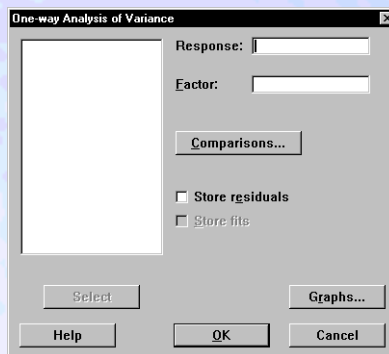 One-way Analysis of Variance
Response:
Factor:
Comparisons...
Store residuals
Store fits
Select
Graphs...
Help
OK
Cancel